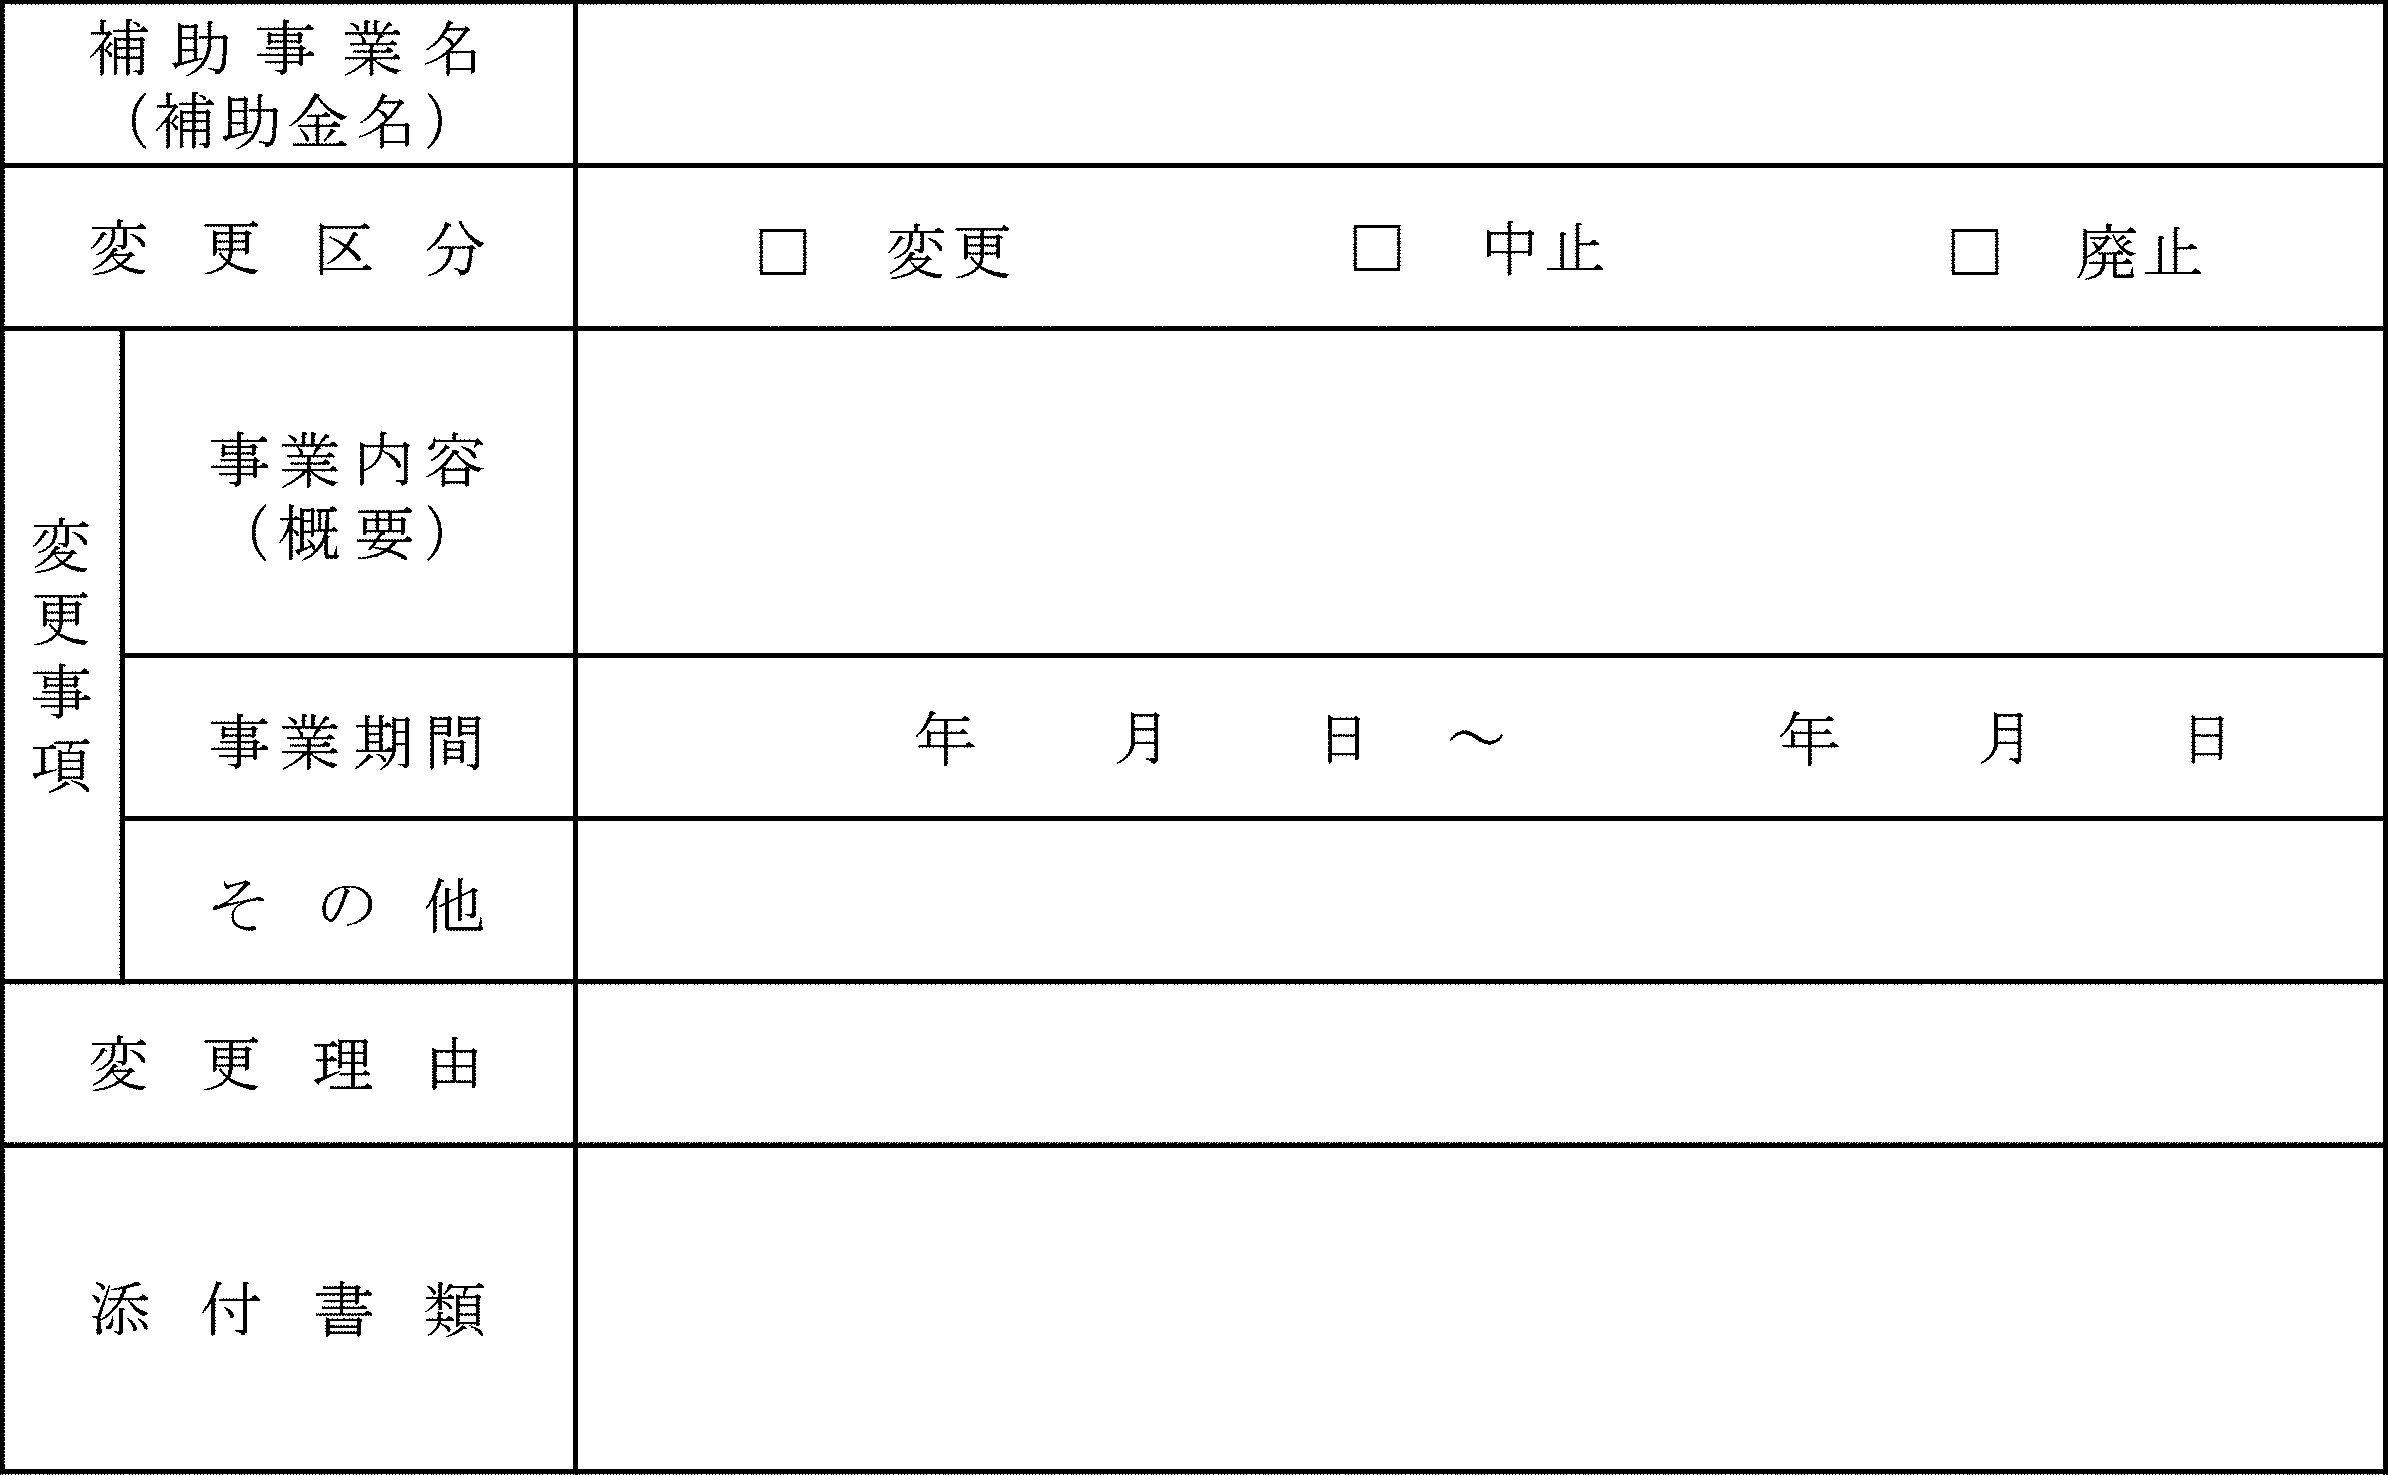 補助事業名
（補助金名）
変更区分
□ 変更 □ 中止 □ 廃止
変更事項
事業内容
（概要）
事業期間
年 月 日 ～ 年 月 日
その他
変更理由
添付書類